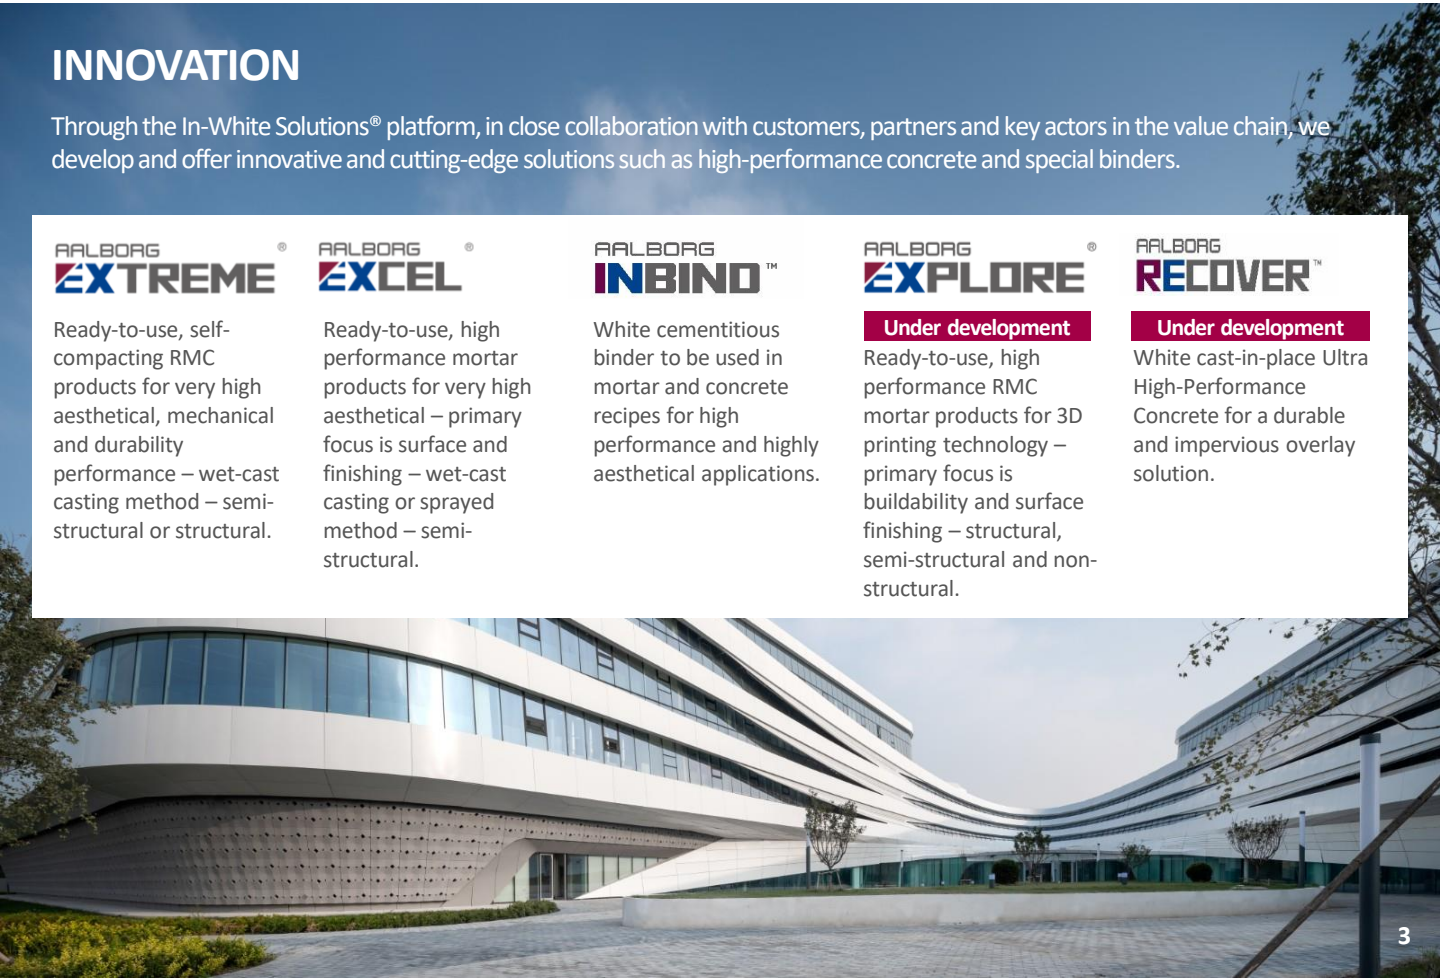 INNOVATION
Through the In-White Solutions® platform, in close collaboration with customers, partners and key actors in the value chain, we
develop and offer innovative and cutting-edge solutions such as high-performance concrete and special binders.
AALBORG ®
EXTREME
Ready-to-use, self-
compacting RMC
products for very high
aesthetical, mechanical
and durability
performance – wet-cast
casting method – semi-
structural or structural.
AALBORG ®
EXCEL
Ready-to-use, high
performance mortar
products for very high
aesthetical – primary
focus is surface and
finishing – wet-cast
casting or sprayed
method – semi-
structural.
AALBORG
INBIND™
White cementitious
binder to be used in
mortar and concrete
recipes for high
performance and highly
aesthetical applications.
AALBORG ®
EXPLORE
Under development
Ready-to-use, high
performance RMC
mortar products for 3D
printing technology –
primary focus is
buildability and surface
finishing – structural,
semi-structural and non-
structural.
AALBORG
RECOVER™
Under development
White cast-in-place Ultra
High-Performance
Concrete for a durable
and impervious overlay
solution.
3